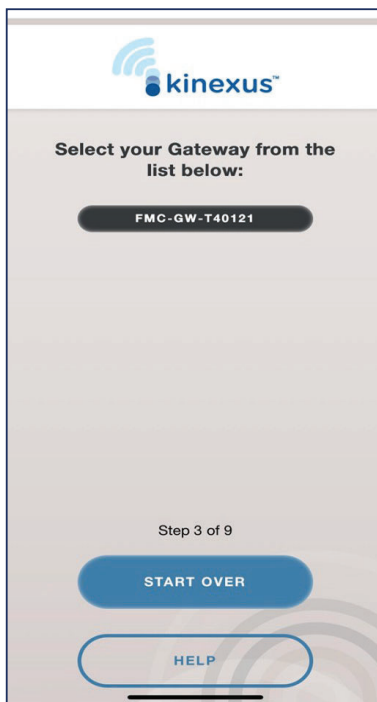 kinexus™
Select your Gateway from the
list below:
FMC-GW-T40121
Step 3 of 9
START OVER
HELP